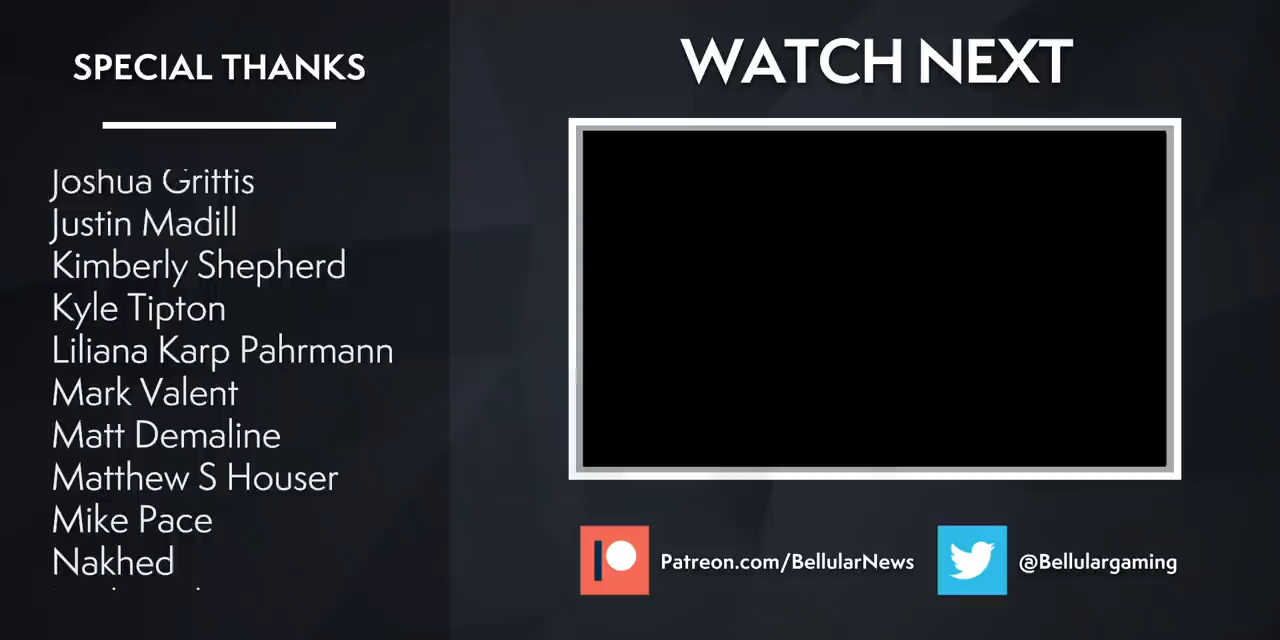 SPECIAL THANKS
Joshua Griffis
Justin Madill
Kimberly Shepherd
Kyle Tipton
Liliana Karp Pahrmann
Mark Valent
Matt Demaline
Matthew S Houser
Mike Pace
Nakhed
WATCH NEXT
Patreon.com/BellularNews
@Bellulargaming